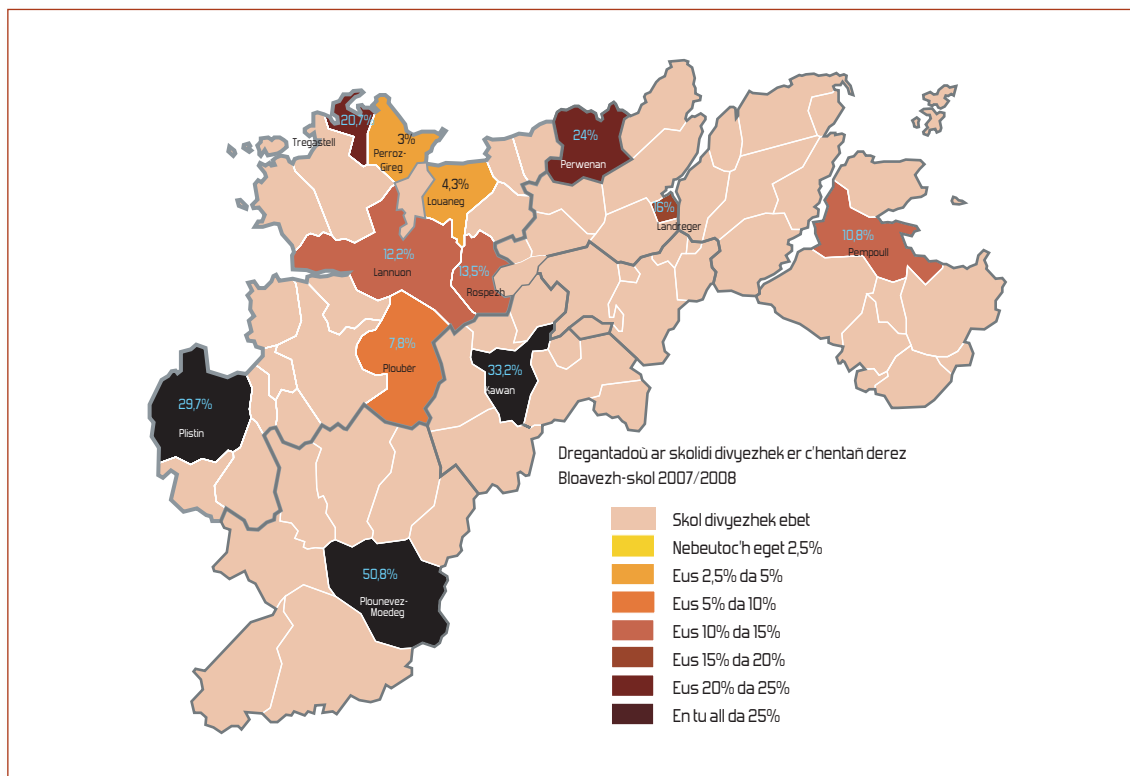 20,7%
Tregastell
3%
Perroz-
Gireg
4,3%
Louaneg
24%
Perwenan
16%
Landreger
10,8%
Pempoull
12,2%
Lannuon
13,5%
Rospezh
7,8%
Plouber
33,2%
Kawan
29,7%
Plistin
50,8%
Plounevez-
Moedeg
Dregantadoù ar skolidi divyezhek er c'hentañ derez
Bloavezh-skol 2007/2008
Skol divyezhek ebet
Nebeutoc'h eget 2,5%
Eus 2,5% da 5%
Eus 5% da 10%
Eus 10% da 15%
Eus 15% da 20%
Eus 20% da 25%
En tu all da 25%